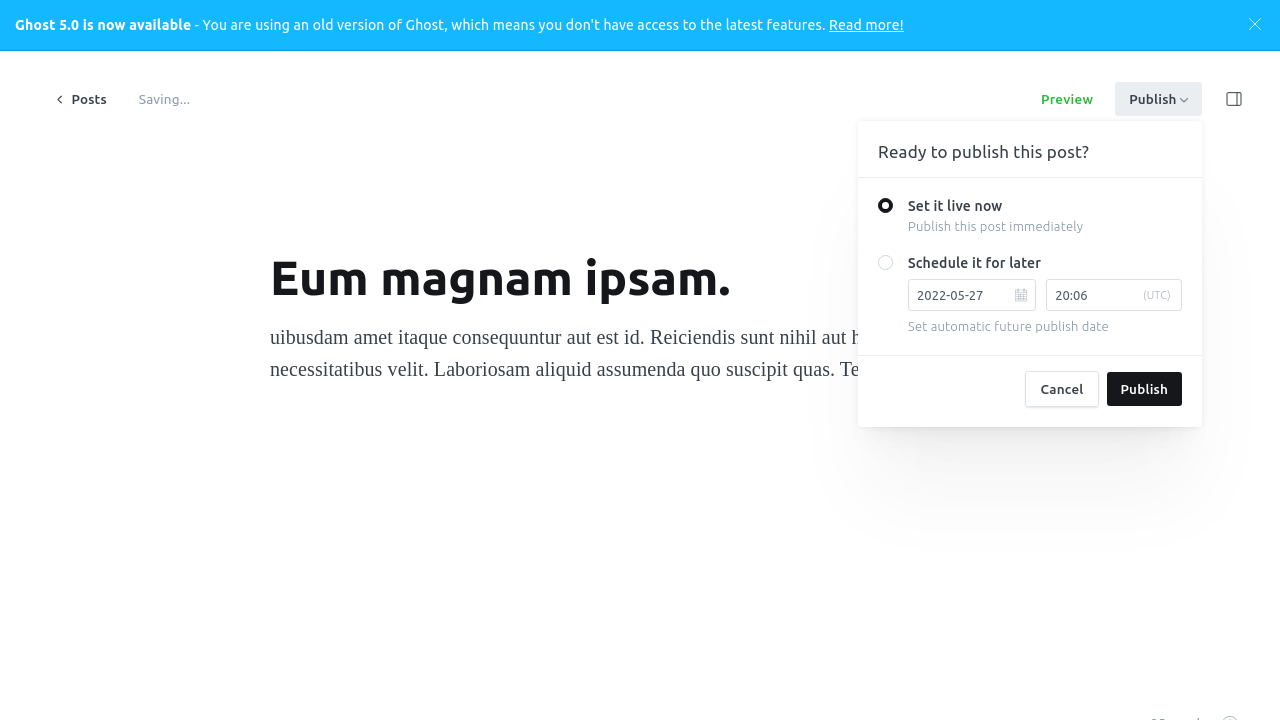 Ghost 5.0 is now available - You are using an old version of Ghost, which means you don't have access to the latest features. Read more!
Posts
Saving...
Preview
Publish
Ready to publish this post?
Set it live now
Publish this post immediately
Schedule it for later
2022-05-27
20:06
(UTC)
Set automatic future publish date
Cancel
Publish
Eum magnam ipsam.
uibusdam amet itaque consequuntur aut est id. Reiciendis sunt nihil aut
necessitatibus velit. Laboriosam aliquid assumenda quo suscipit quas. Te